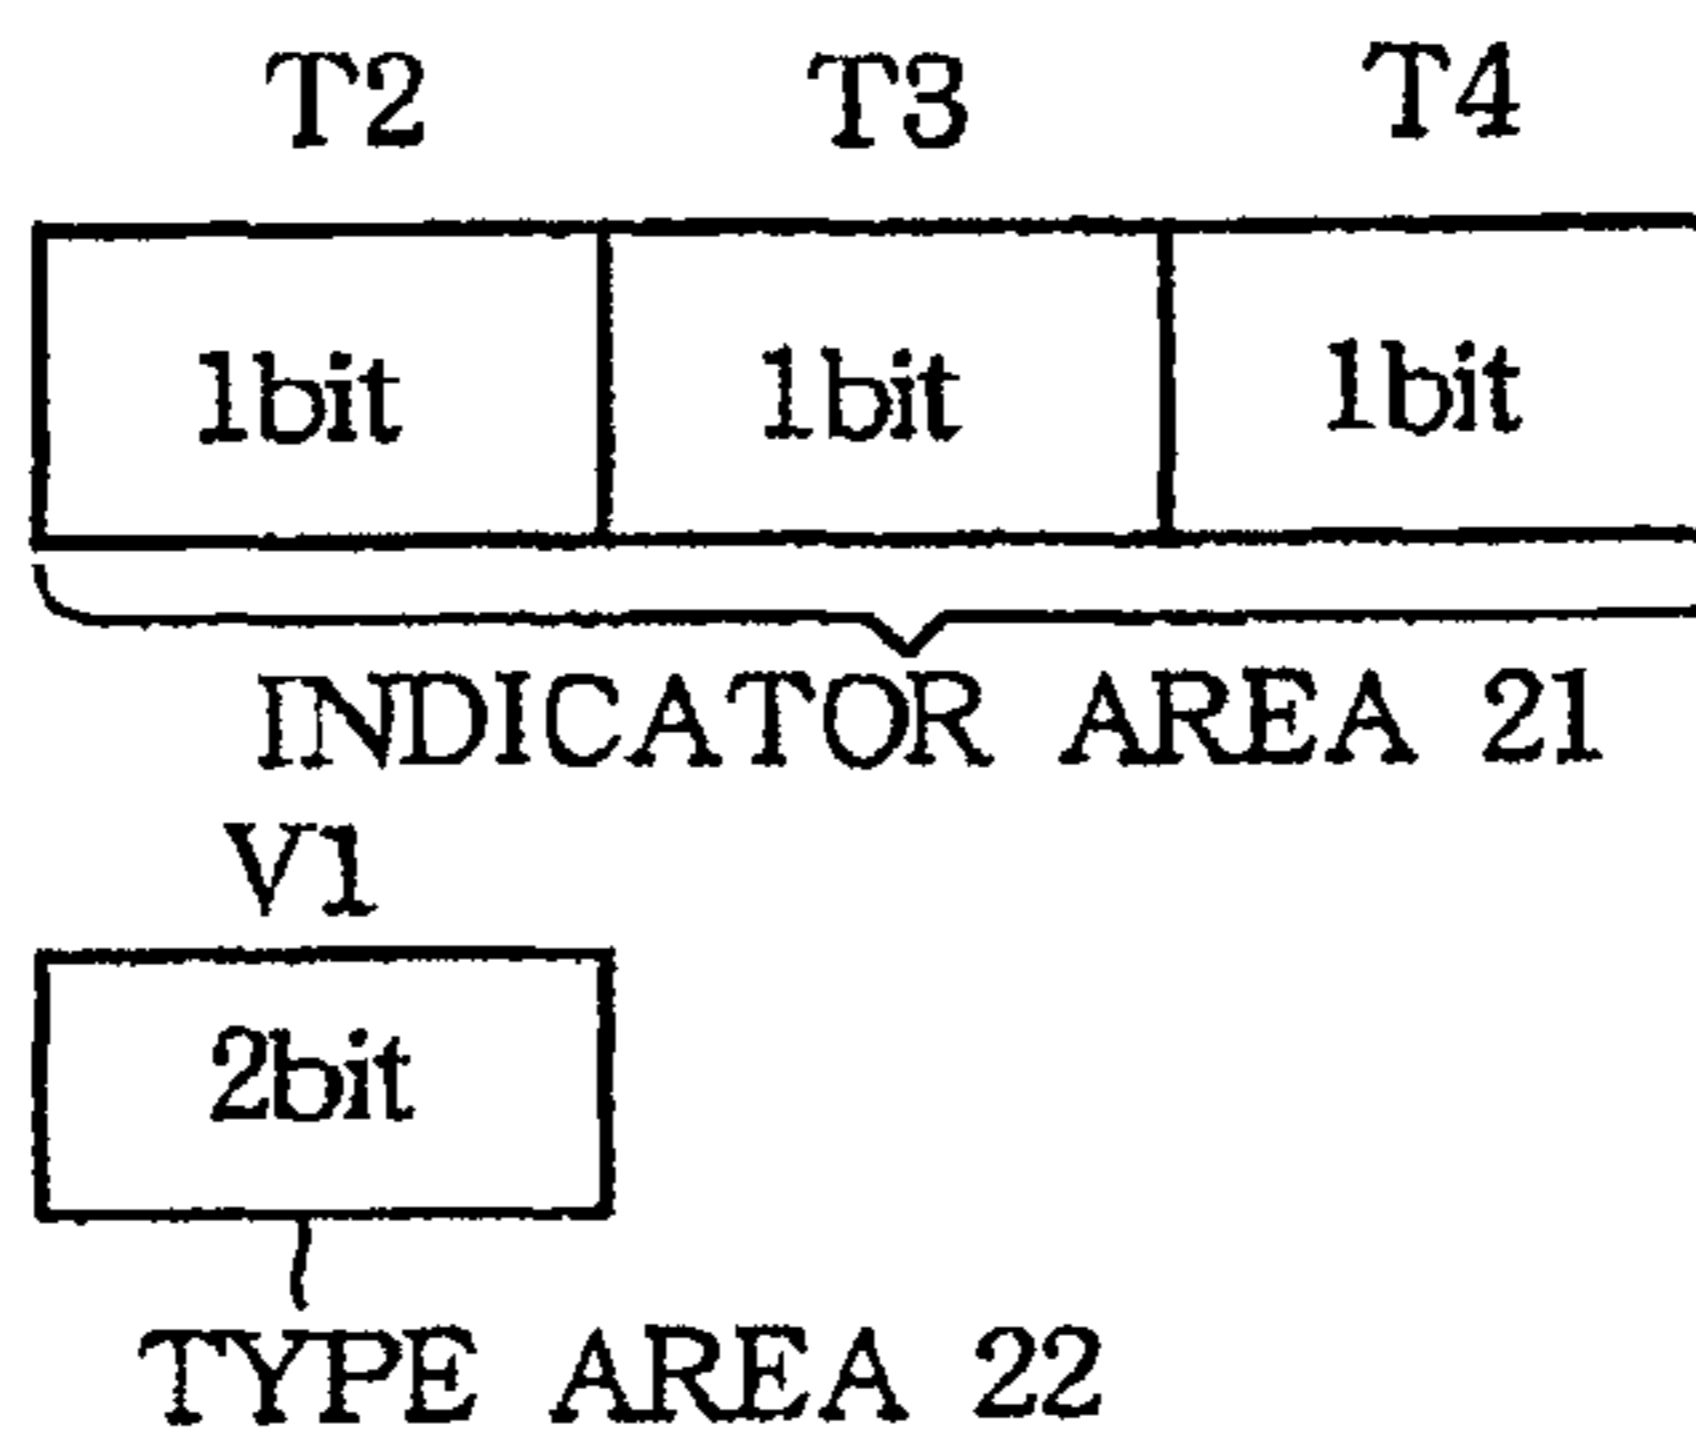 T2 T3 T4
1bit 1bit 1bit
INDICATOR AREA 21
V1
2bit
TYPE AREA 22